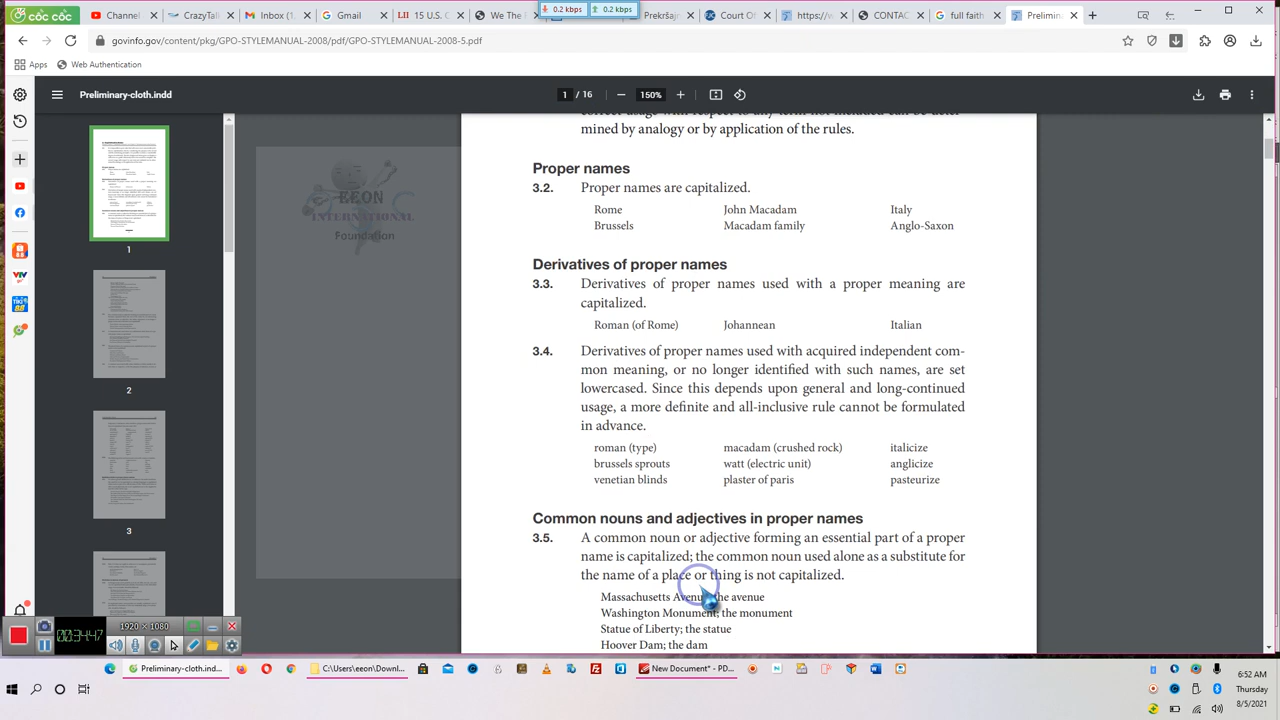 cốc cốc
Channel
CrazyTali
Gmail
LII 15 U.S
We The E
0.2 kbps
0.2 kbps
Prekršaj
Court Of
https://w
CONTAC
full faith
Prelimin
govinfo.gov/content/pkg/GPO-STYLEMANUAL-2008/pdf/GPO-STYLEMANUAL-2008-5.pdf
Apps
Web Authentication
Preliminary-cloth.indd
1 / 16
150%
mined by analogy or by application of the rules.
Proper names
3.2. Proper names are capitalized.
Rome John Macadam Italy
Brussels Macadam family Anglo-Saxon
Foundation
Derivatives of proper names
3.3. Derivatives of proper names used with a proper meaning are
capitalized.
Roman (of Rome) Johannean Italian
3.4. Derivatives of proper names used with acquired independent com-
mon meaning, or no longer identified with such names, are set
lowercased. Since this depends upon general and long-continued
usage, a more definite and all-inclusive rule cannot be formulated
in advance.
roman (type) macadam (crushed rock) italicize
brussels sprouts watt (electric unit) anglicize
venetian blinds plaster of paris pasteurize
Common nouns and adjectives in proper names
3.5. A common noun or adjective forming an essential part of a proper
name is capitalized; the common noun used alone as a substitute for
the name of a place or thing is not capitalized.
Massachusetts Avenue; the avenue
Washington Monument; the monument
Statue of Liberty; the statue
Hoover Dam; the dam
1
2
3
1920 × 1080
Preliminary-cloth.ind...
C:\Users\Doron\Downl...
New Document* - PD...
6:52 AM
Thursday
8/5/2021